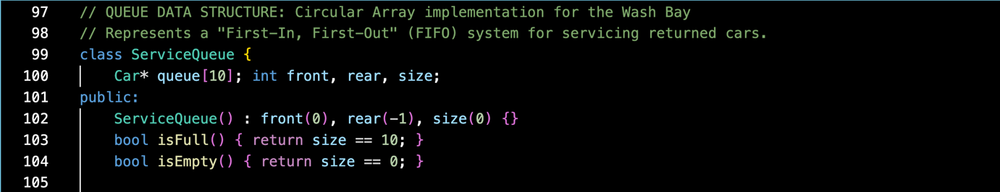 97 // QUEUE DATA STRUCTURE: Circular Array implementation for the Wash Bay
98 // Represents a "First-In, First-Out" (FIFO) system for servicing returned cars.
99 class ServiceQueue {
100 Car* queue[10]; int front, rear, size;
101 public:
102 ServiceQueue() : front(0), rear(-1), size(0) {}
103 bool isFull() { return size == 10; }
104 bool isEmpty() { return size == 0; }
105